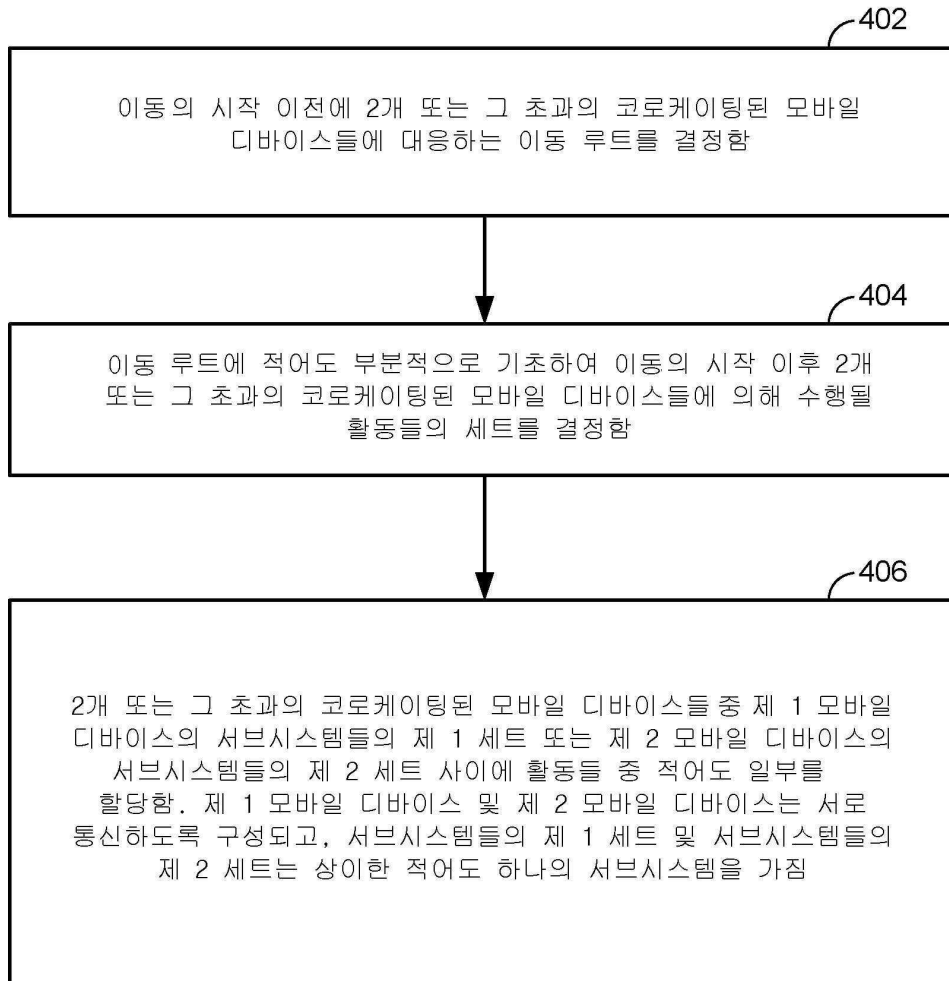 402
이동의 시작 이전에 2개 또는 그 초과의 코로케이팅된 모바일
디바이스들에 대응하는 이동 루트를 결정함
404
이동 루트에 적어도 부분적으로 기초하여 이동의 시작 이후 2개
또는 그 초과의 코로케이팅된 모바일 디바이스들에 의해 수행될
활동들의 세트를 결정함
406
2개 또는 그 초과의 코로케이팅된 모바일 디바이스들 중 제 1 모바일
디바이스의 서브시스템들의 제 1 세트 또는 제 2 모바일 디바이스의
서브시스템들의 제 2 세트 사이에 활동들 중 적어도 일부를
할당함. 제 1 모바일 디바이스 및 제 2 모바일 디바이스는 서로
통신하도록 구성되고, 서브시스템들의 제 1 세트 및 서브시스템들의
제 2 세트는 상이한 적어도 하나의 서브시스템을 가짐